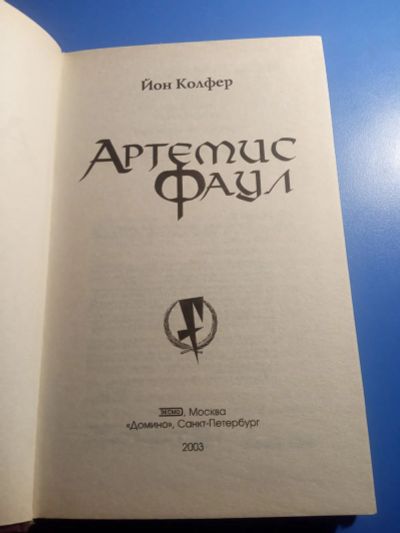 Йон Колфер
Артемис
Фаул
ЭКСМО, Москва
«Домино», Санкт-Петербург
2003